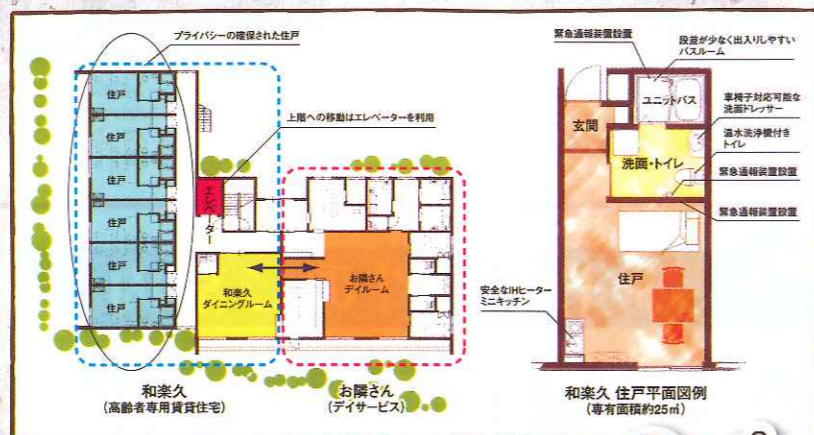 プライバシーの確保された住戸
住戸
住戸
住戸
住戸
住戸
住戸
上階への移動はエレベーターを利用
エレベーター
和楽久
ダイニングルーム
お隣さん
デイルーム
和楽久
(高齢者専用賃貸住宅)
お隣さん
(デイサービス)
緊急通報装置設置
段差が少なく出入りしやすい
バスルーム
ユニットバス
車椅子対応可能な
洗面ドレッサー
玄関
洗面・トイレ
温水洗浄機付き
トイレ
緊急通報装置設置
緊急通報装置設置
住戸
安全なIHヒーター
ミニキッチン
和楽久 住戸平面図例
(専有面積約25㎡)